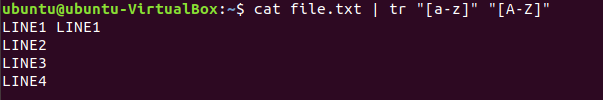 ubuntu@ubuntu-VirtualBox:~$ cat file.txt | tr "[a-z]" "[A-Z]"
LINE1 LINE1
LINE2
LINE3
LINE4